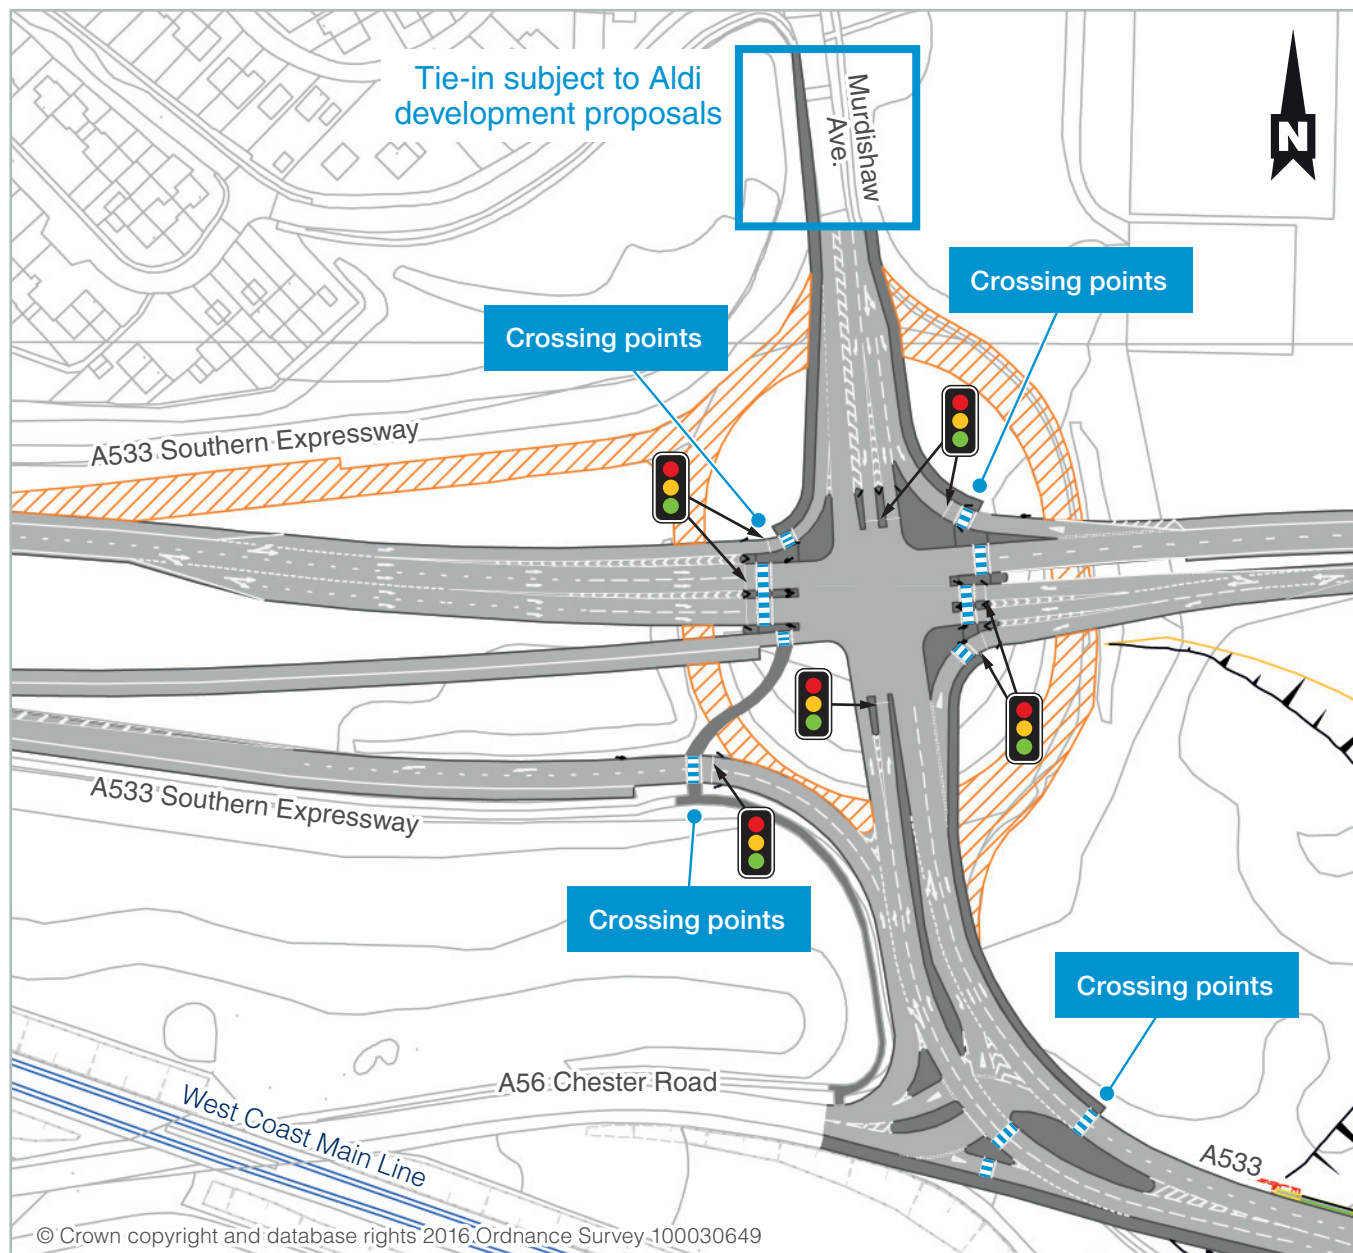 Tie-in subject to Aldi
development proposals
Murdishaw
Ave.
N
Crossing points
Crossing points
A533 Southern Expressway
A533 Southern Expressway
Crossing points
Crossing points
A56 Chester Road
West Coast Main Line
A533
© Crown copyright and database rights 2016 Ordnance Survey 100030649